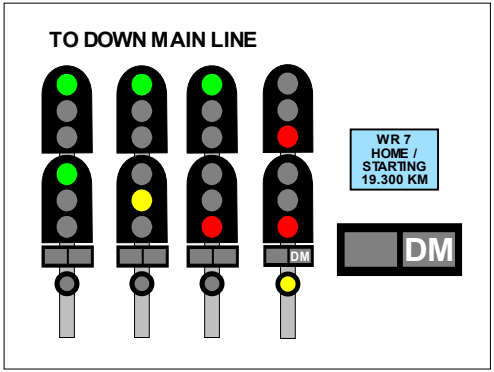 TO DOWN MAIN LINE
WR 7
HOME /
STARTING
19.300 KM
DM
DM